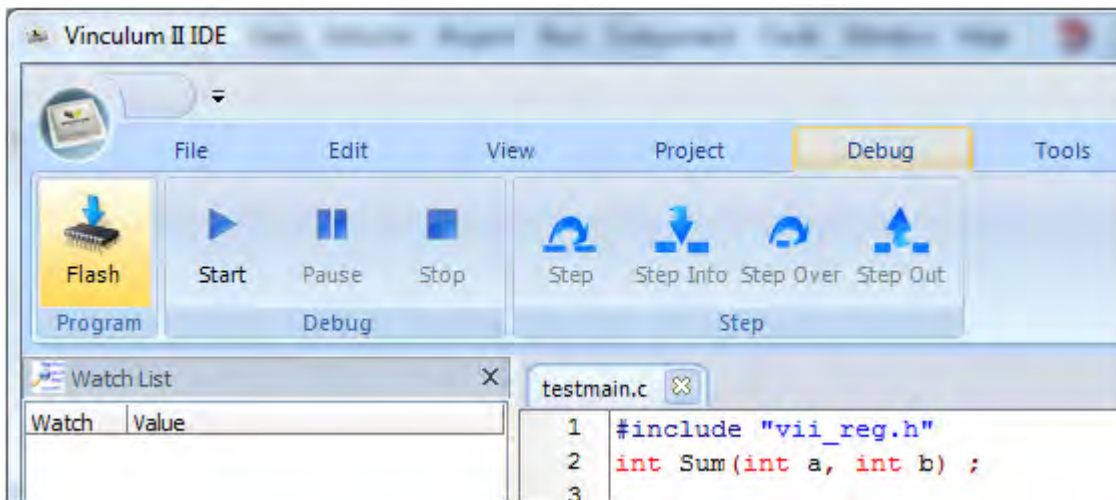 Vinculum II IDE
File Edit View Project Debug Tools
Flash Start Pause Stop Step Step Into Step Over Step Out
Program Debug Step
Watch List
testmain.c
Watch Value
1 #include "vii_reg.h"
2 int Sum(int a, int b) ;
3